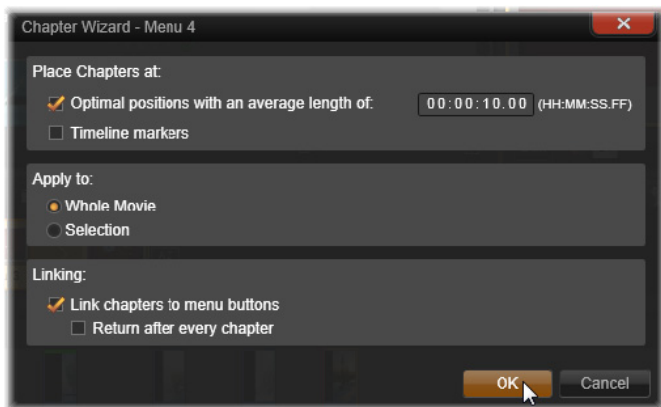 Chapter Wizard - Menu 4
Place Chapters at:
Optimal positions with an average length of: 00:00:10.00 (HH:MM:SS.FF)
Timeline markers
Apply to:
Whole Movie
Selection
Linking:
Link chapters to menu buttons
Return after every chapter
OK Cancel